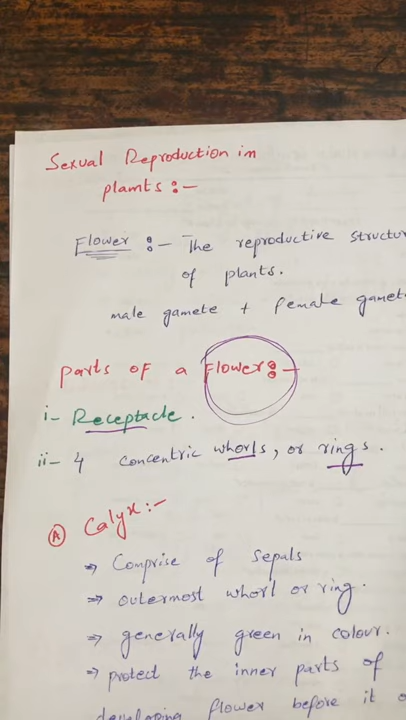 Sexual Reproduction in
plants :-
Flower :- The reproductive structur
of plants.
male gamete + female gamet
parts of a Flower :-
i- Receptacle.
ii- 4 concentric whorls, or rings.
(A) Calyx :-
⇒ Comprise of sepals
⇒ outermost whorl or ring.
⇒ generally green in colour.
⇒ protect the inner parts of
developing flower before it o